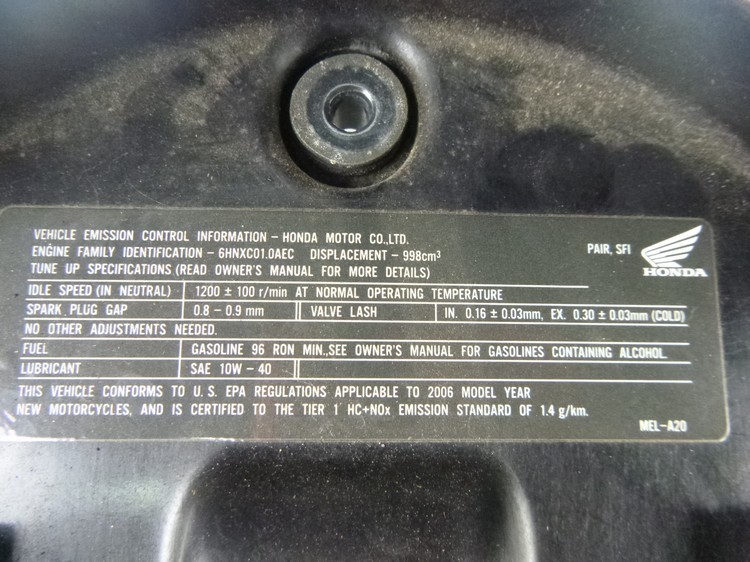 VEHICLE EMISSION CONTROL INFORMATION - HONDA MOTOR CO.,LTD.
ENGINE FAMILY IDENTIFICATION - 6HNXC01.0AEC DISPLACEMENT - 998cm³
TUNE UP SPECIFICATIONS (READ OWNER'S MANUAL FOR MORE DETAILS)
PAIR, SFI
HONDA
IDLE SPEED (IN NEUTRAL) 1200 ± 100 r/min AT NORMAL OPERATING TEMPERATURE
SPARK PLUG GAP 0.8 - 0.9 mm VALVE LASH IN. 0.16 ± 0.03mm, EX. 0.30 ± 0.03mm (COLD)
NO OTHER ADJUSTMENTS NEEDED.
FUEL GASOLINE 96 RON MIN.,SEE OWNER'S MANUAL FOR GASOLINES CONTAINING ALCOHOL.
LUBRICANT SAE 10W - 40
THIS VEHICLE CONFORMS TO U.S. EPA REGULATIONS APPLICABLE TO 2006 MODEL YEAR
NEW MOTORCYCLES, AND IS CERTIFIED TO THE TIER 1 HC+NOx EMISSION STANDARD OF 1.4 g/km.
MEL-A20